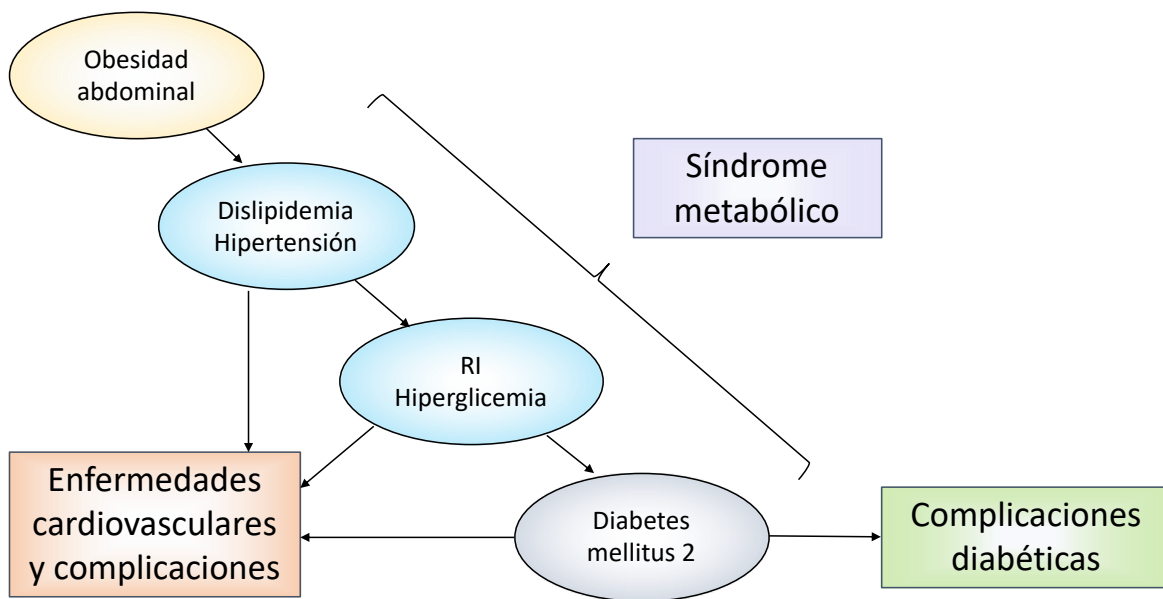 Obesidad
abdominal
Síndrome
metabólico
Dislipidemia
Hipertensión
RI
Hiperglicemia
Enfermedades
cardiovasculares
y complicaciones
Diabetes
mellitus 2
Complicaciones
diabéticas